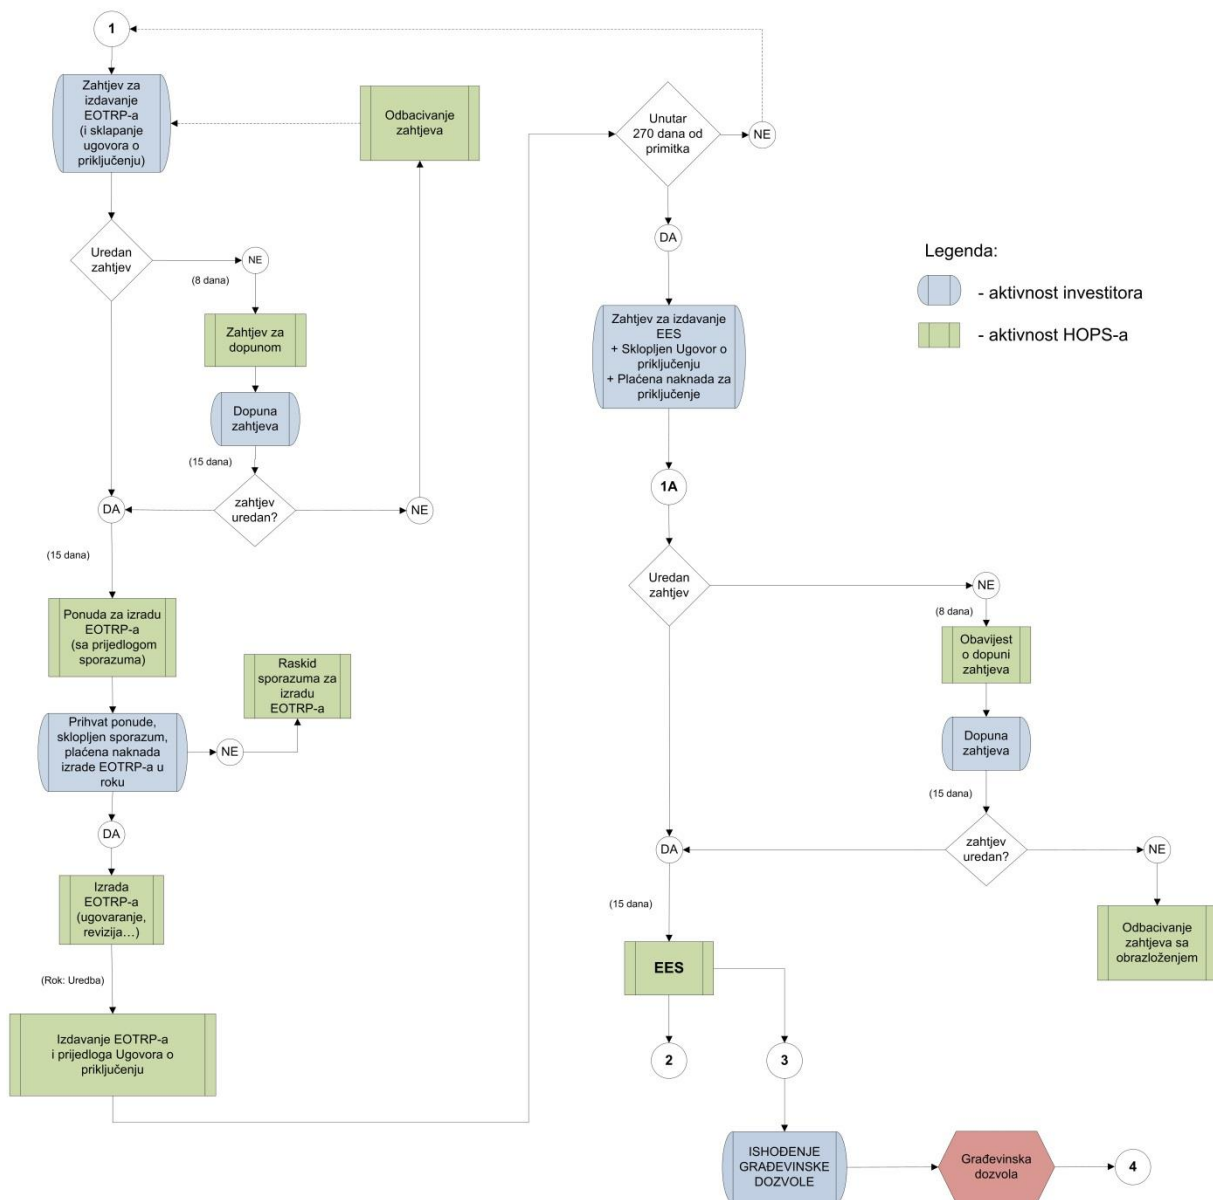 1
Zahtjev za
izdavanje
EOTRP-a
(i sklapanje
ugovora o
priključenju)
Odbacivanje
zahtjeva
Uredan
zahtjev
NE
(8 dana)
Zahtjev za
dopunom
Dopuna
zahtjeva
(15 dana)
zahtjev
uredan?
DA
NE
(15 dana)
Ponuda za izradu
EOTRP-a
(sa prijedlogom
sporazuma)
Raskid
sporazuma za
izradu
EOTRP-a
Prihvat ponude,
sklopljen sporazum,
plaćena naknada
izrade EOTRP-a u
roku
NE
DA
Izrada
EOTRP-a
(ugovaranje,
revizija…)
(Rok: Uredba)
Izdavanje EOTRP-a
i prijedloga Ugovora o
priključenju
Unutar
270 dana od
primitka
NE
DA
Zahtjev za izdavanje
EES
+ Sklopljen Ugovor o
priključenju
+ Plaćena naknada za
priključenje
1A
Uredan
zahtjev
NE
(8 dana)
Obavijest
o dopuni
zahtjeva
Dopuna
zahtjeva
(15 dana)
zahtjev
uredan?
DA
NE
(15 dana)
Odbacivanje
zahtjeva sa
obrazloženjem
EES
2
3
ISHOĐENJE
GRAĐEVINSKE
DOZVOLE
Građevinska
dozvola
4
Legenda:
- aktivnost investitora
- aktivnost HOPS-a